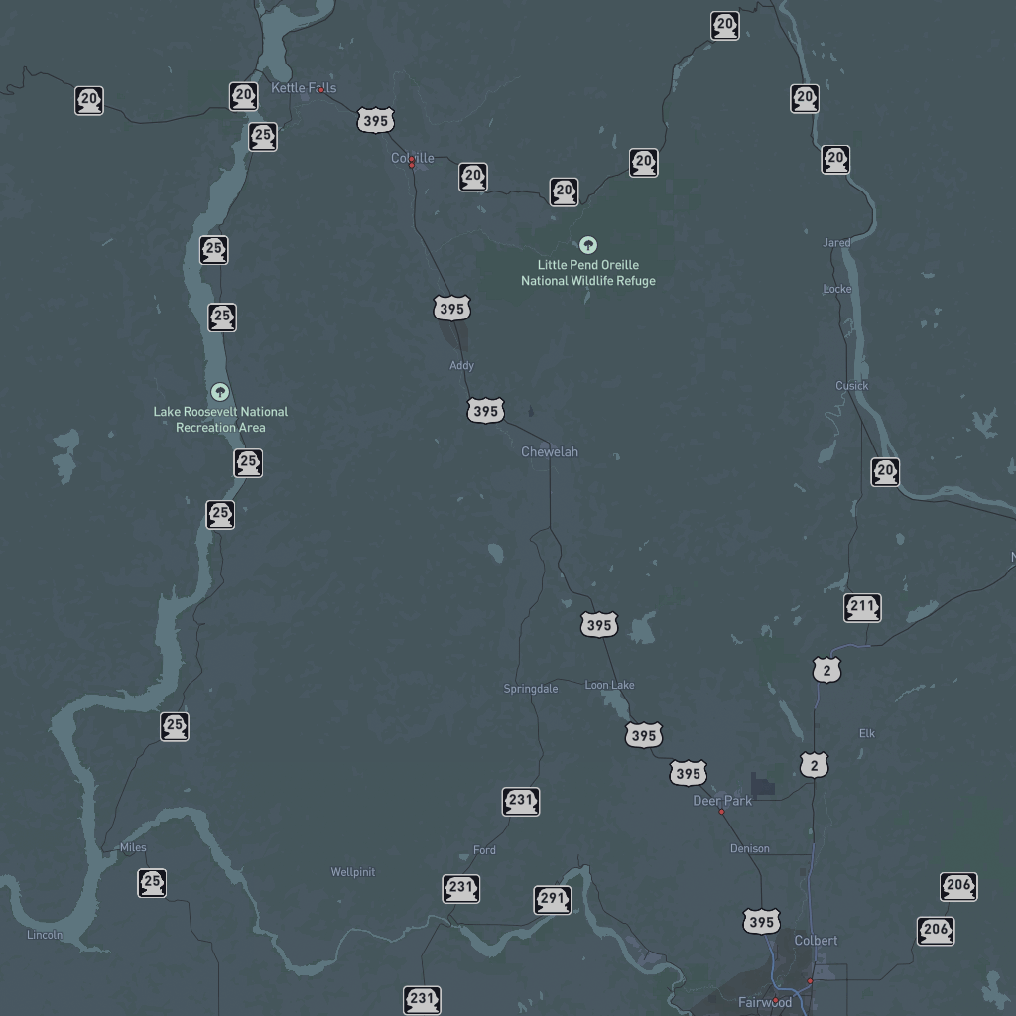 20
20
20
20
Kettle Falls
395
25
Colville
20
20
20
20
Jared
25
Little Pend Oreille
National Wildlife Refuge
Locke
395
25
Addy
Cusick
Lake Roosevelt National
Recreation Area
395
Chewelah
25
20
25
N
211
395
2
Springdale
Loon Lake
25
395
Elk
2
395
231
Deer Park
Miles
Ford
Denison
Wellpinit
25
231
206
291
395
206
Lincoln
Colbert
231
Fairwood